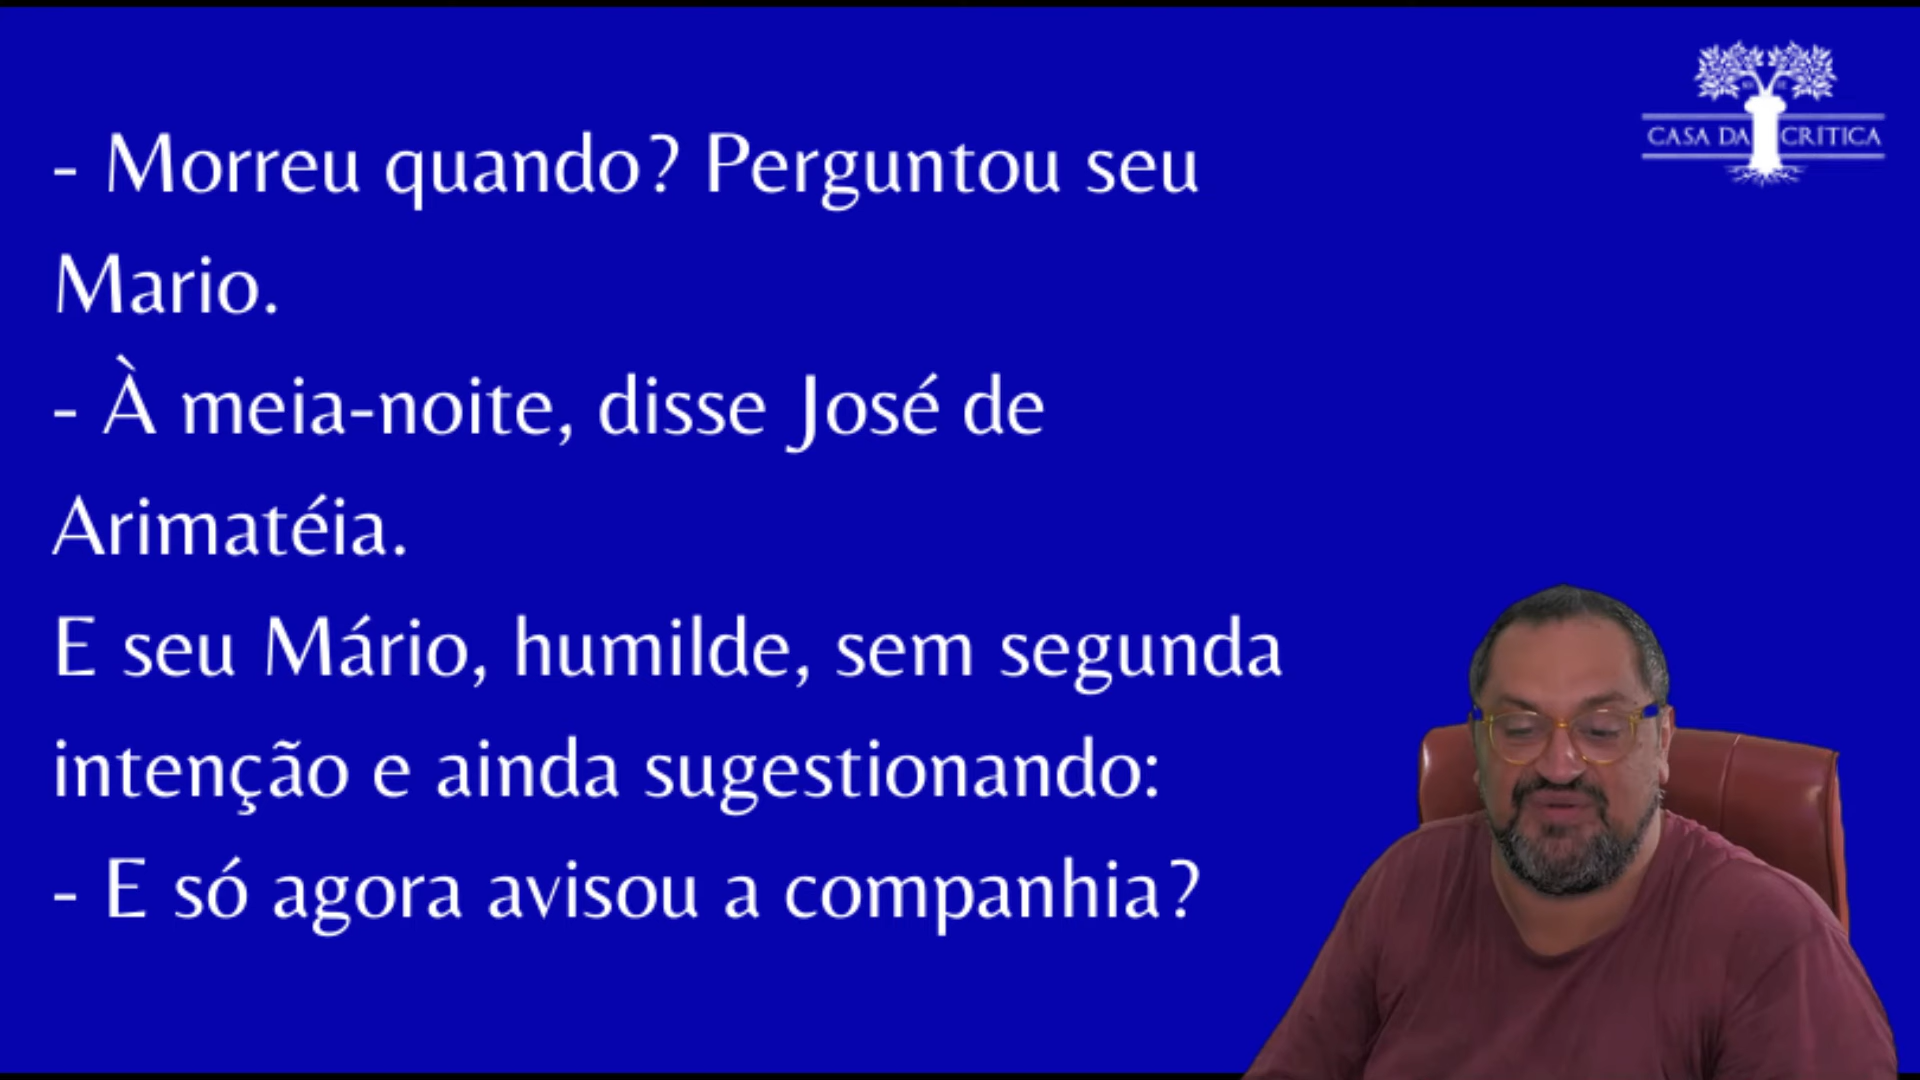 - Morreu quando? Perguntou seu
Mario.
- À meia-noite, disse José de
Arimatéia.
E seu Mário, humilde, sem segunda
intenção e ainda sugestionando:
- E só agora avisou a companhia?
CASA DA CRÍTICA